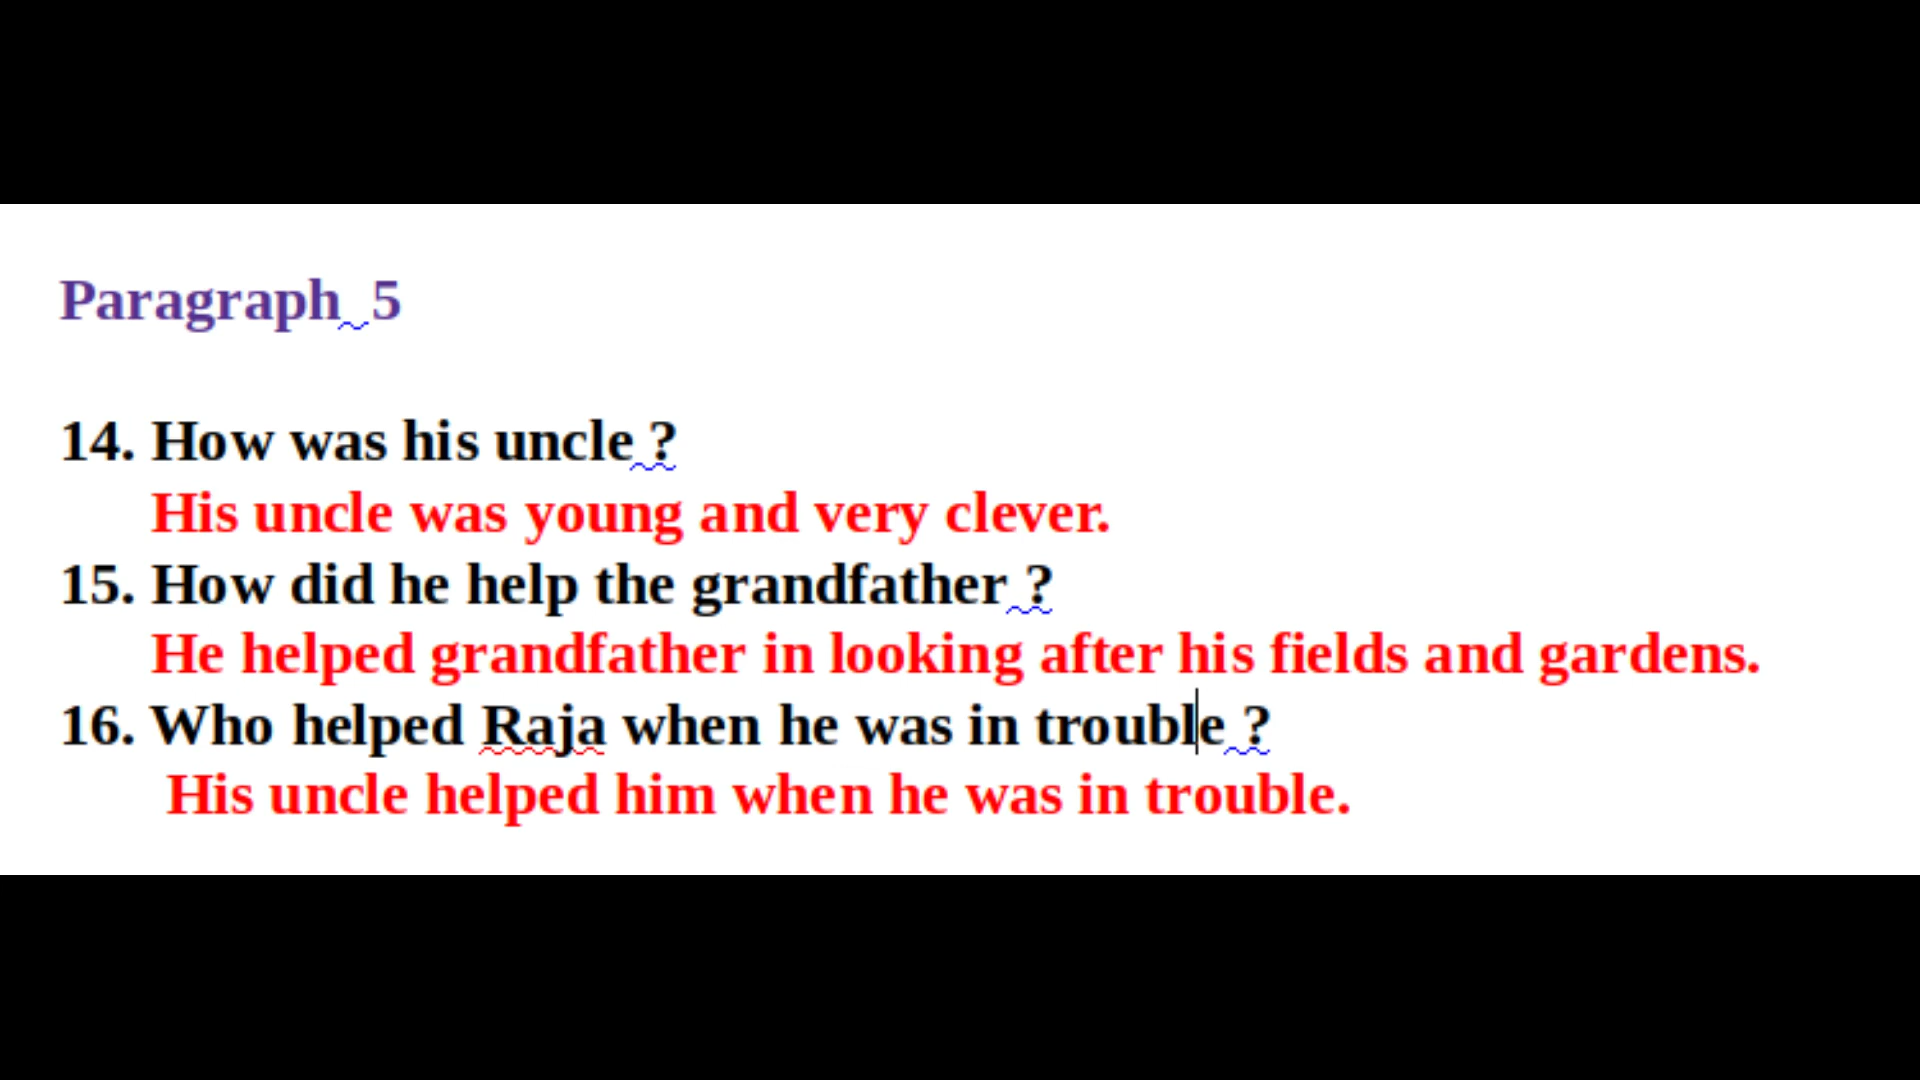 Paragraph  5
14. How was his uncle ?
His uncle was young and very clever.
15. How did he help the grandfather ?
He helped grandfather in looking after his fields and gardens.
16. Who helped Raja when he was in trouble ?
His uncle helped him when he was in trouble.